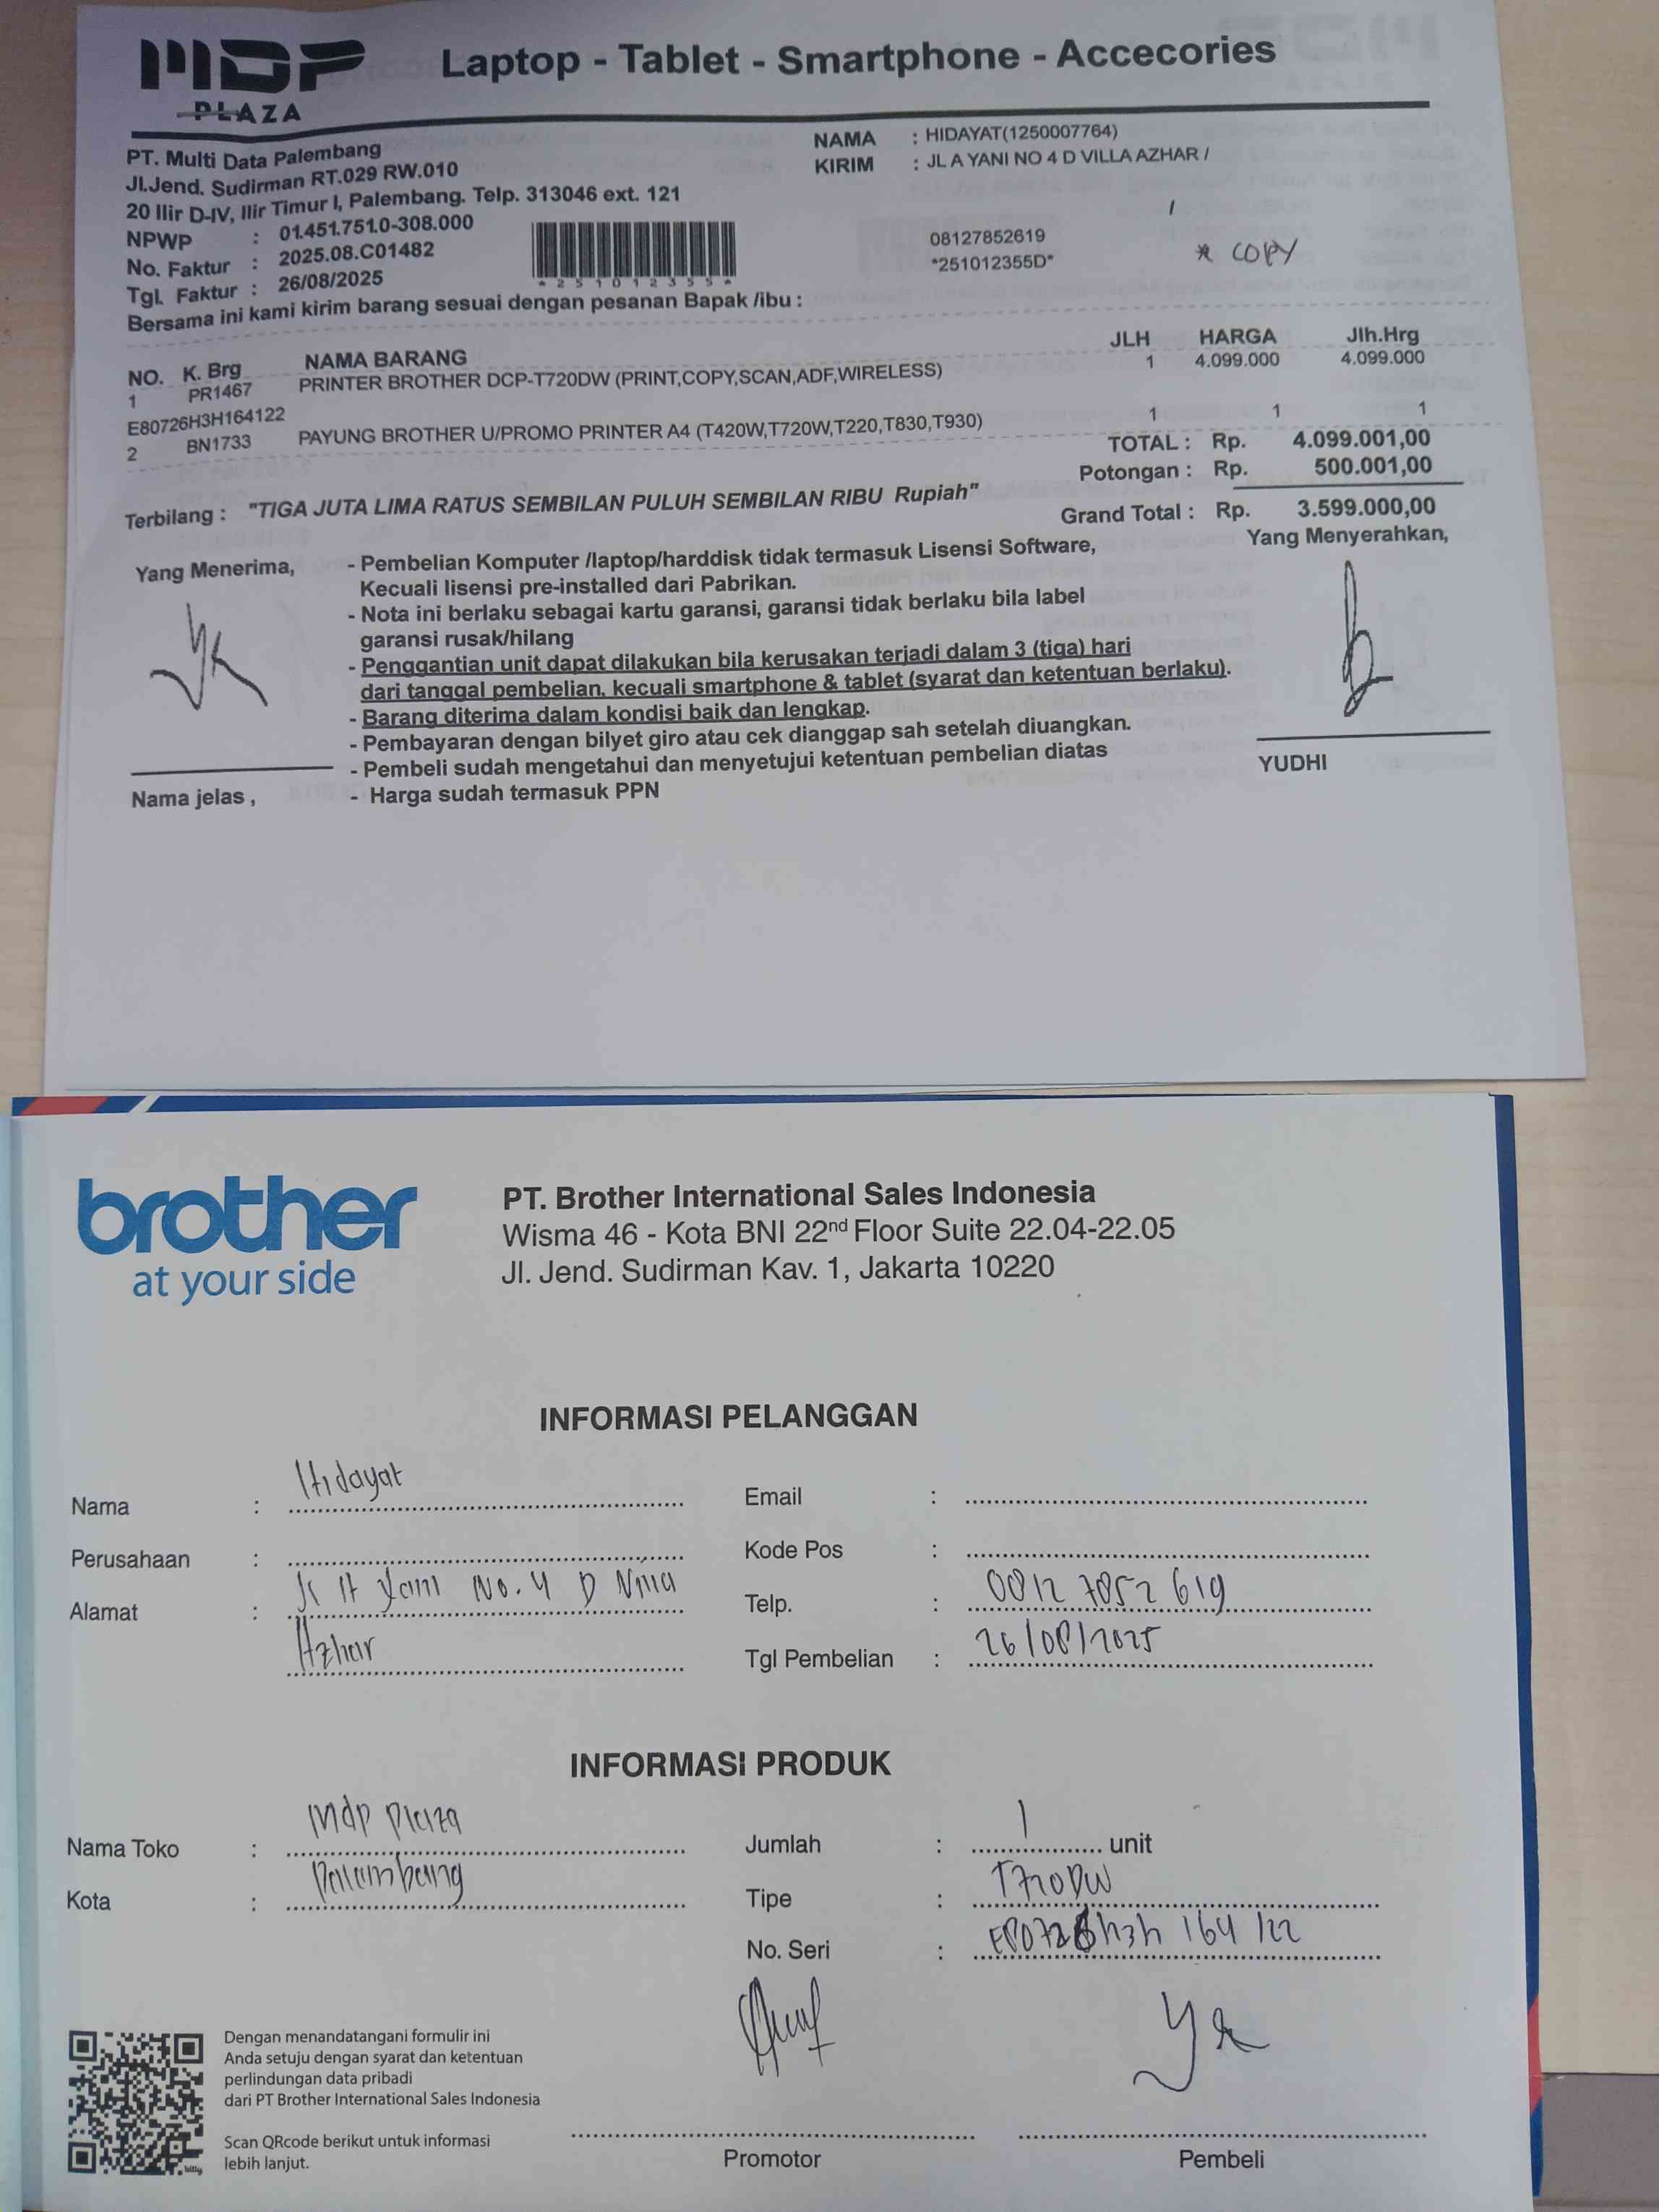 MDP Laptop - Tablet - Smartphone - Accecories
PLAZA
PT. Multi Data Palembang
Jl.Jend. Sudirman RT.029 RW.010
20 Ilir D-IV, Ilir Timur I, Palembang. Telp. 313046 ext. 121
NPWP : 01.451.751.0-308.000
No. Faktur : 2025.08.C01482
Tgl. Faktur : 26/08/2025
*251012355*
NAMA : HIDAYAT(1250007764)
KIRIM : JL A YANI NO 4 D VILLA AZHAR /
/
08127852619
*251012355D*
* COPY
Bersama ini kami kirim barang sesuai dengan pesanan Bapak /ibu :
NO. K. Brg NAMA BARANG JLH HARGA Jlh.Hrg
1 PR1467 PRINTER BROTHER DCP-T720DW (PRINT,COPY,SCAN,ADF,WIRELESS) 1 4.099.000 4.099.000
E80726H3H164122
2 BN1733 PAYUNG BROTHER U/PROMO PRINTER A4 (T420W,T720W,T220,T830,T930) 1 1 1
TOTAL : Rp. 4.099.001,00
Potongan : Rp. 500.001,00
Terbilang : "TIGA JUTA LIMA RATUS SEMBILAN PULUH SEMBILAN RIBU Rupiah"
Grand Total : Rp. 3.599.000,00
Yang Menerima,
- Pembelian Komputer /laptop/harddisk tidak termasuk Lisensi Software,
Kecuali lisensi pre-installed dari Pabrikan.
- Nota ini berlaku sebagai kartu garansi, garansi tidak berlaku bila label
garansi rusak/hilang
- Penggantian unit dapat dilakukan bila kerusakan terjadi dalam 3 (tiga) hari
dari tanggal pembelian, kecuali smartphone & tablet (syarat dan ketentuan berlaku).
- Barang diterima dalam kondisi baik dan lengkap.
- Pembayaran dengan bilyet giro atau cek dianggap sah setelah diuangkan.
- Pembeli sudah mengetahui dan menyetujui ketentuan pembelian diatas
- Harga sudah termasuk PPN
Nama jelas ,
Yang Menyerahkan,
YUDHI
brother
at your side
PT. Brother International Sales Indonesia
Wisma 46 - Kota BNI 22nd Floor Suite 22.04-22.05
Jl. Jend. Sudirman Kav. 1, Jakarta 10220
INFORMASI PELANGGAN
Nama : Hidayat
Perusahaan :
Alamat : Jl A Yani No. 4 D Villa
Azhar
Email :
Kode Pos :
Telp. : 0812 7852 619
Tgl Pembelian : 26/08/2025
INFORMASI PRODUK
Nama Toko : Mdp Plaza
Kota : Palembang
Jumlah : 1 unit
Tipe : T720DW
No. Seri : E80726h3h 164 122
Dengan menandatangani formulir ini
Anda setuju dengan syarat dan ketentuan
perlindungan data pribadi
dari PT Brother International Sales Indonesia
Scan QRcode berikut untuk informasi
lebih lanjut.
Promotor
Pembeli